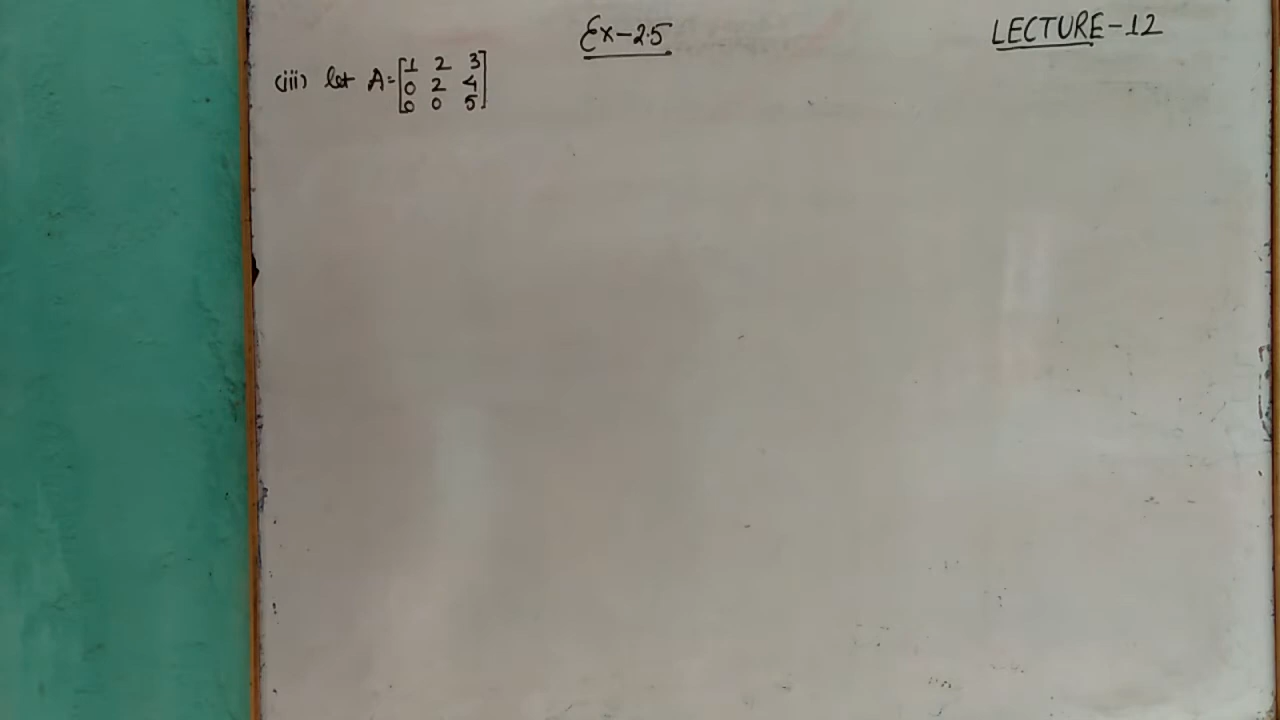 Ex-2.5
LECTURE-12
(iii) let A=[1 2 3
0 2 4
0 0 5]